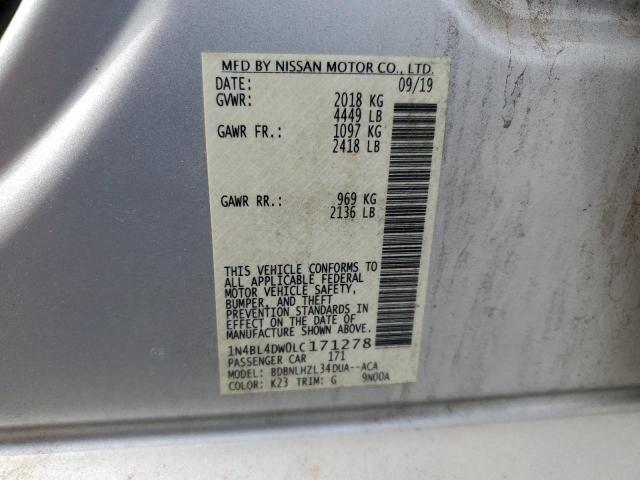 MFD BY NISSAN MOTOR CO., LTD.
DATE: 09/19
GVWR: 2018 KG
4449 LB
GAWR FR.: 1097 KG
2418 LB
GAWR RR.: 969 KG
2136 LB
THIS VEHICLE CONFORMS TO
ALL APPLICABLE FEDERAL
MOTOR VEHICLE SAFETY,
BUMPER, AND THEFT
PREVENTION STANDARDS IN
EFFECT ON THE DATE OF
MANUFACTURE SHOWN ABOVE.
1N4BL4DW0LC171278
PASSENGER CAR 171
MODEL: BDBNLHZL34DUA--ACA
COLOR: K23 TRIM: G 9N00A